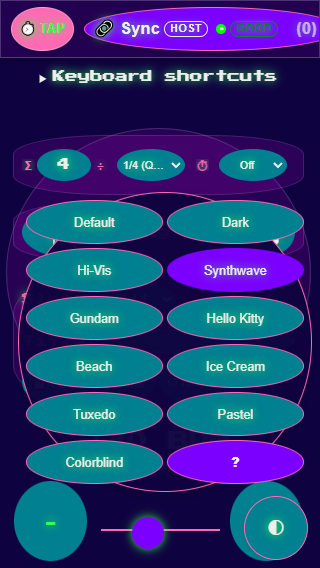 TAP Sync HOST (0)
Keyboard shortcuts
Σ 4 ÷ 1/4 (Q... Off
Default Dark
Hi-Vis Synthwave
Gundam Hello Kitty
Beach Ice Cream
Tuxedo Pastel
Colorblind ?
-